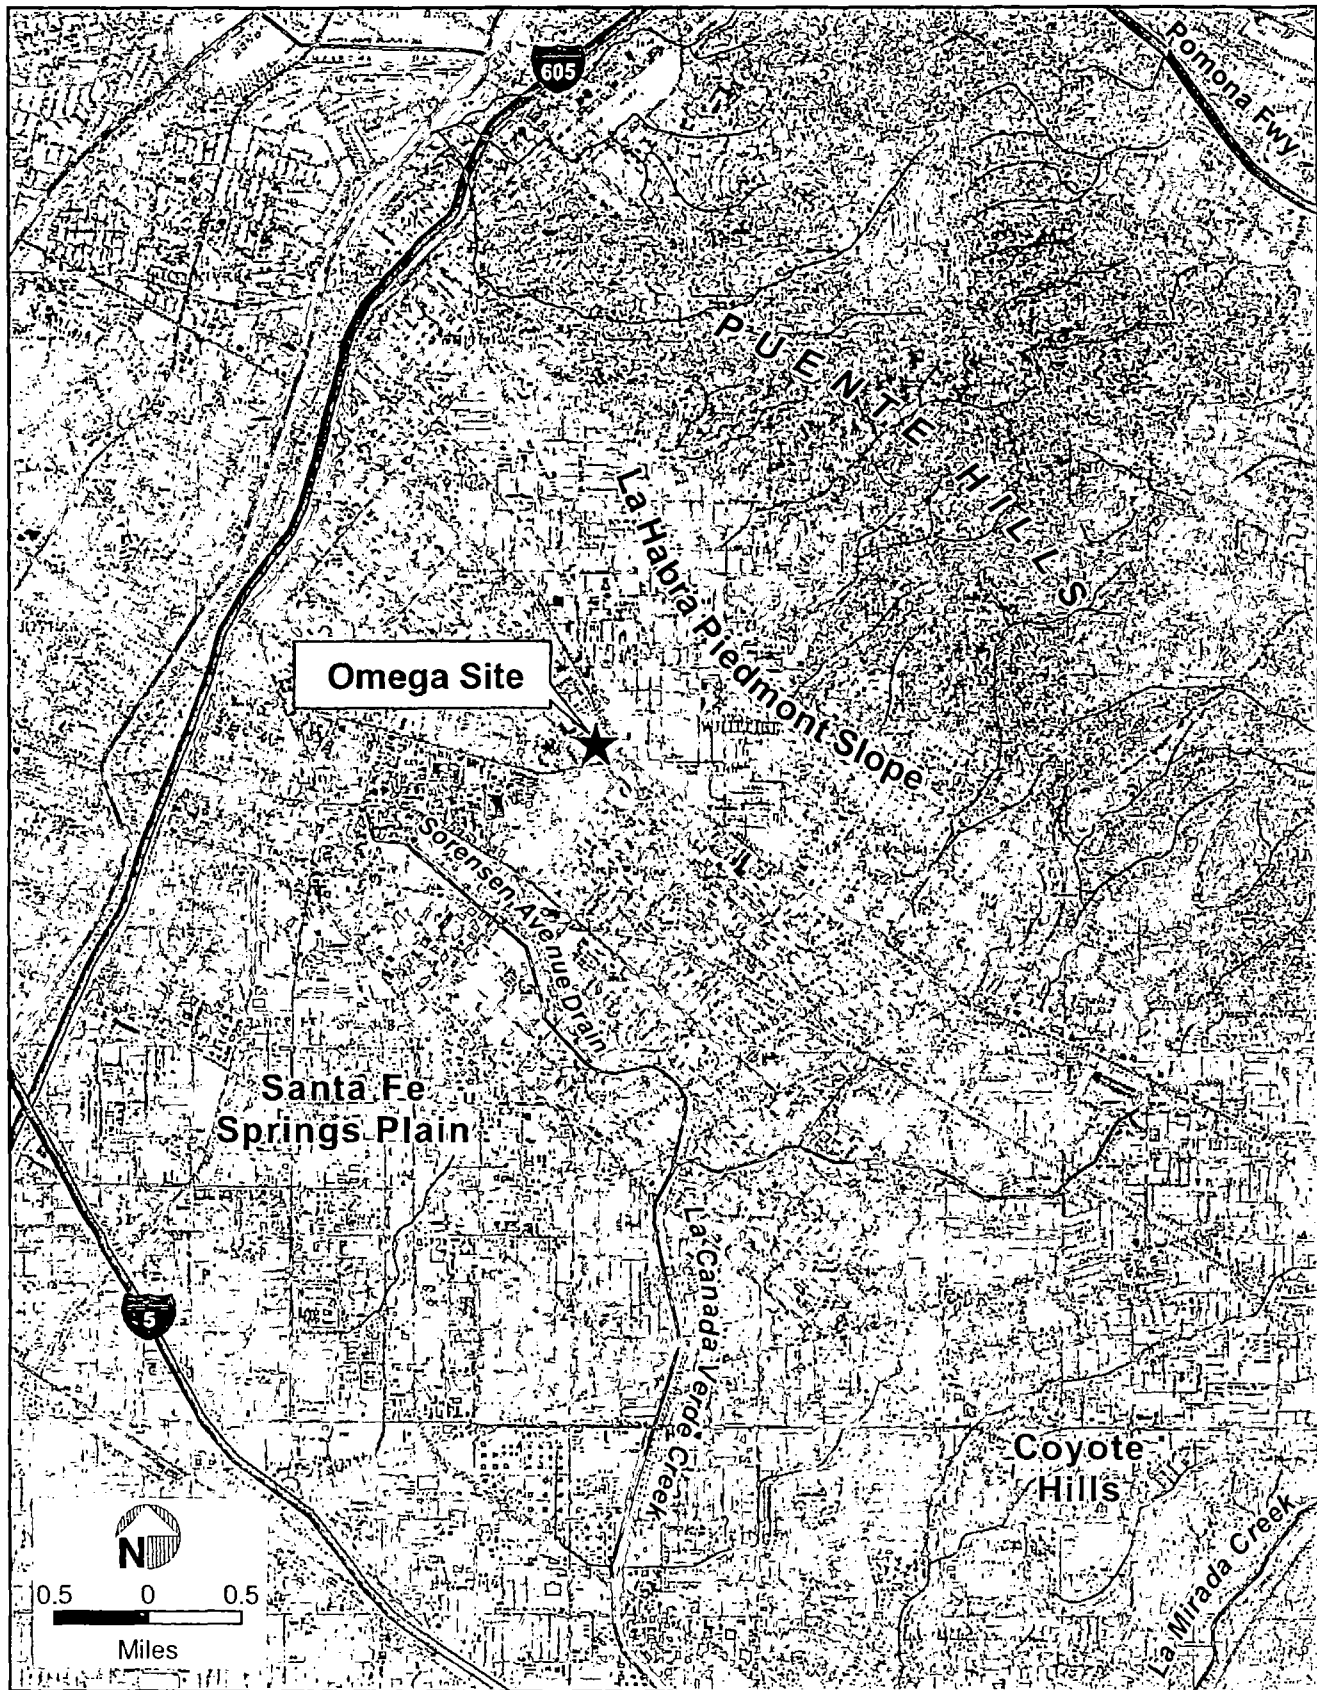 605
Pomona Fwy
PUENTE HILLS
La Habra Piedmont Slope
Omega Site
Sorensen Avenue Drain
Santa Fe
Springs Plain
La Canada Verde Creek
5
Coyote
Hills
La Mirada Creek
N
0.5 0 0.5
Miles